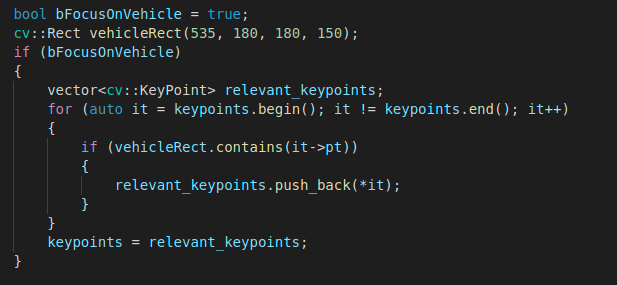 bool bFocusOnVehicle = true;
cv::Rect vehicleRect(535, 180, 180, 150);
if (bFocusOnVehicle)
{
    vector<cv::KeyPoint> relevant_keypoints;
    for (auto it = keypoints.begin(); it != keypoints.end(); it++)
    {
        if (vehicleRect.contains(it->pt))
        {
            relevant_keypoints.push_back(*it);
        }
    }
    keypoints = relevant_keypoints;
}